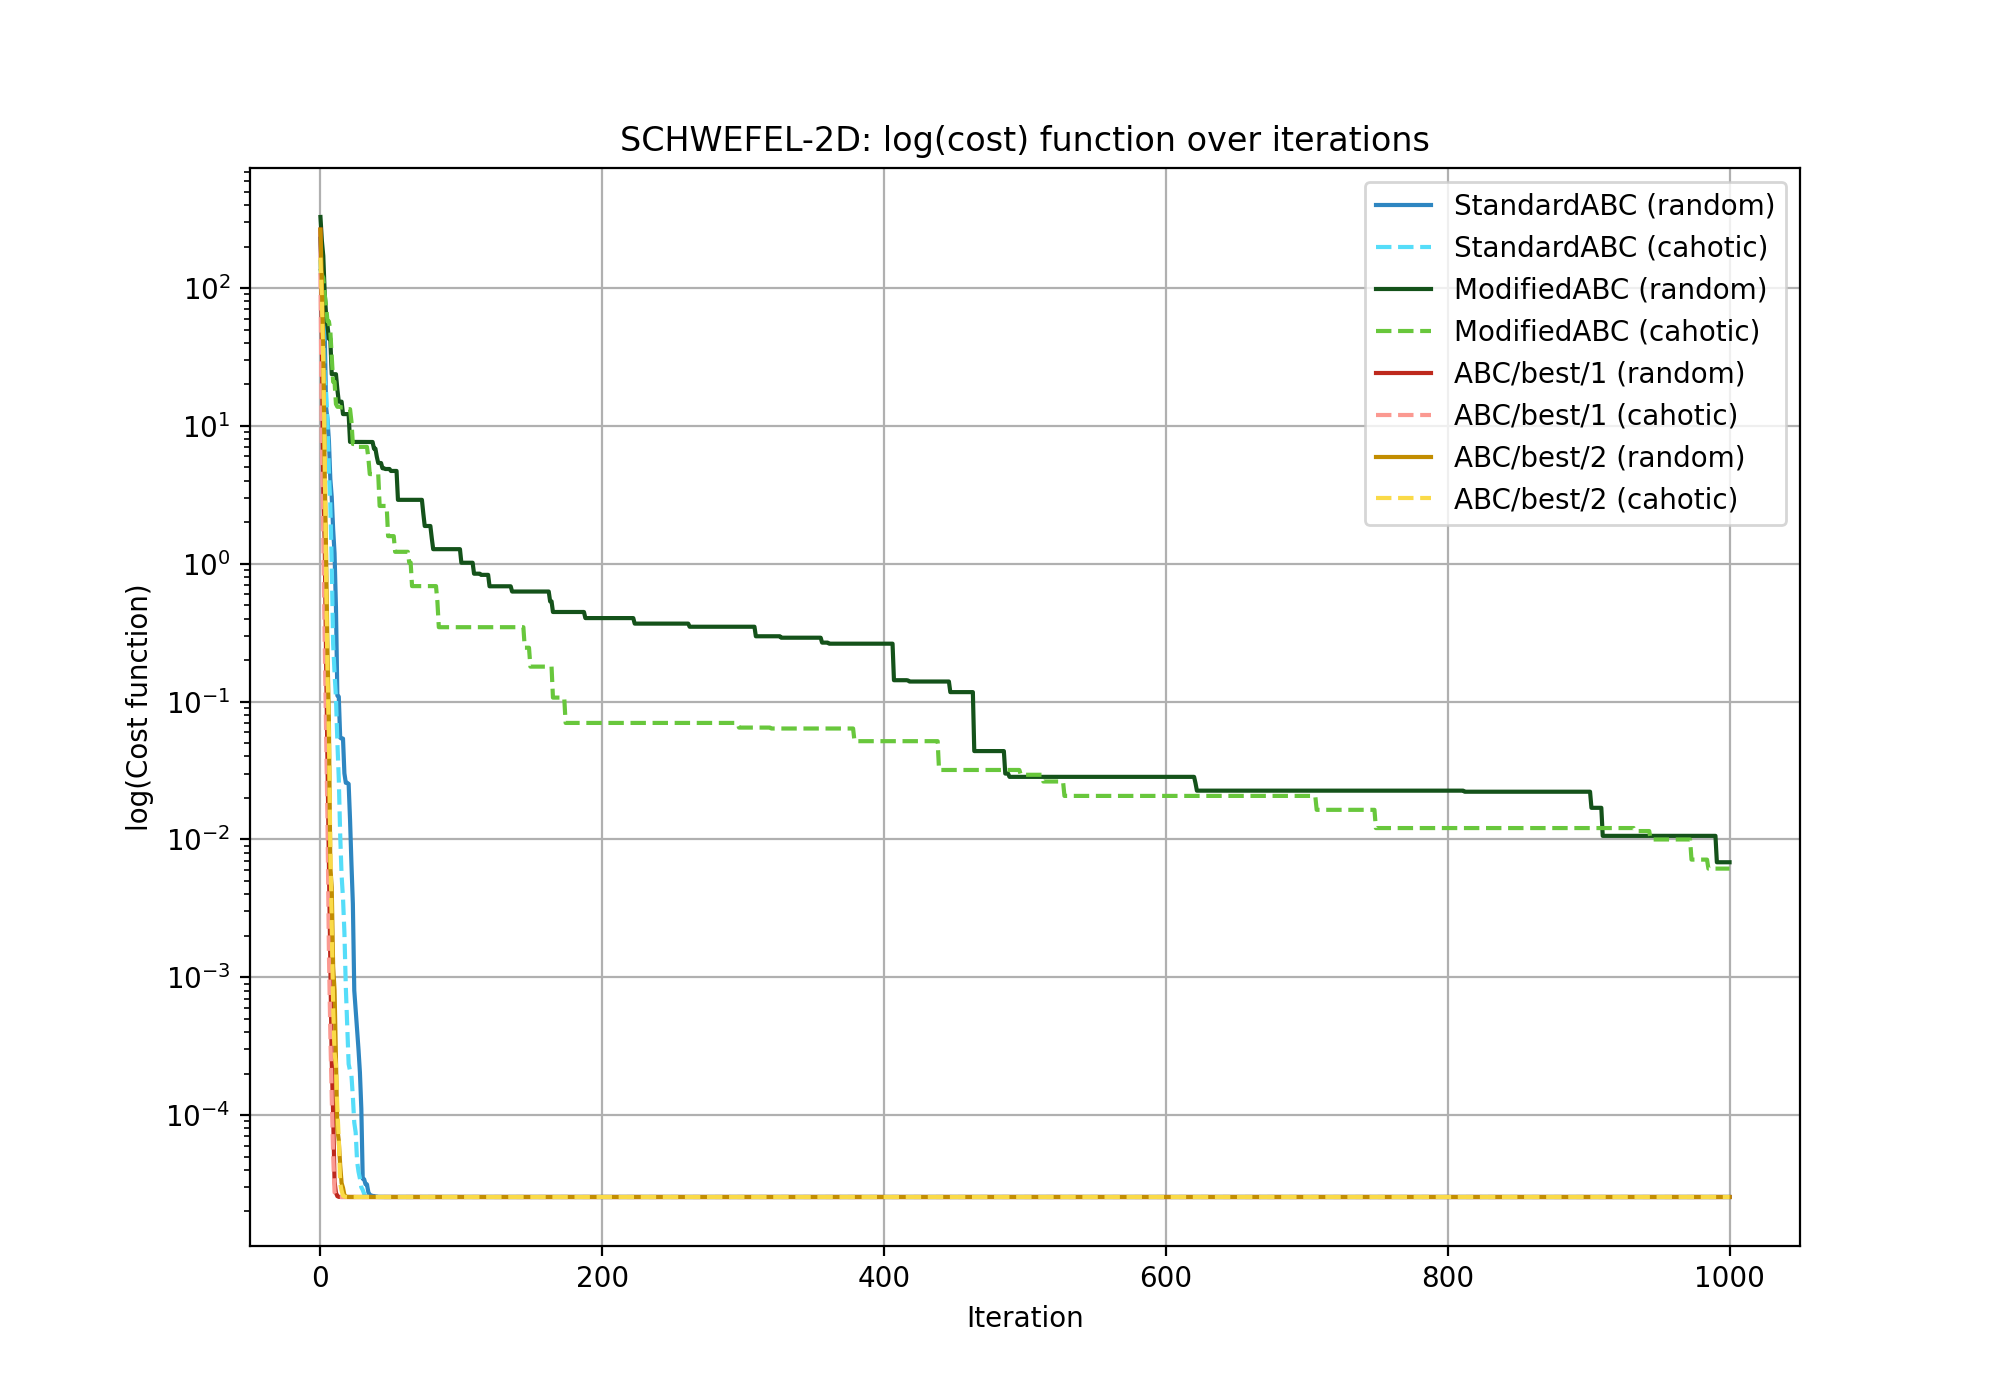 SCHWEFEL-2D: log(cost) function over iterations
StandardABC (random)
StandardABC (cahotic)
ModifiedABC (random)
ModifiedABC (cahotic)
ABC/best/1 (random)
ABC/best/1 (cahotic)
ABC/best/2 (random)
ABC/best/2 (cahotic)
log(Cost function)
10²
10¹
10⁰
10⁻¹
10⁻²
10⁻³
10⁻⁴
0 200 400 600 800 1000
Iteration